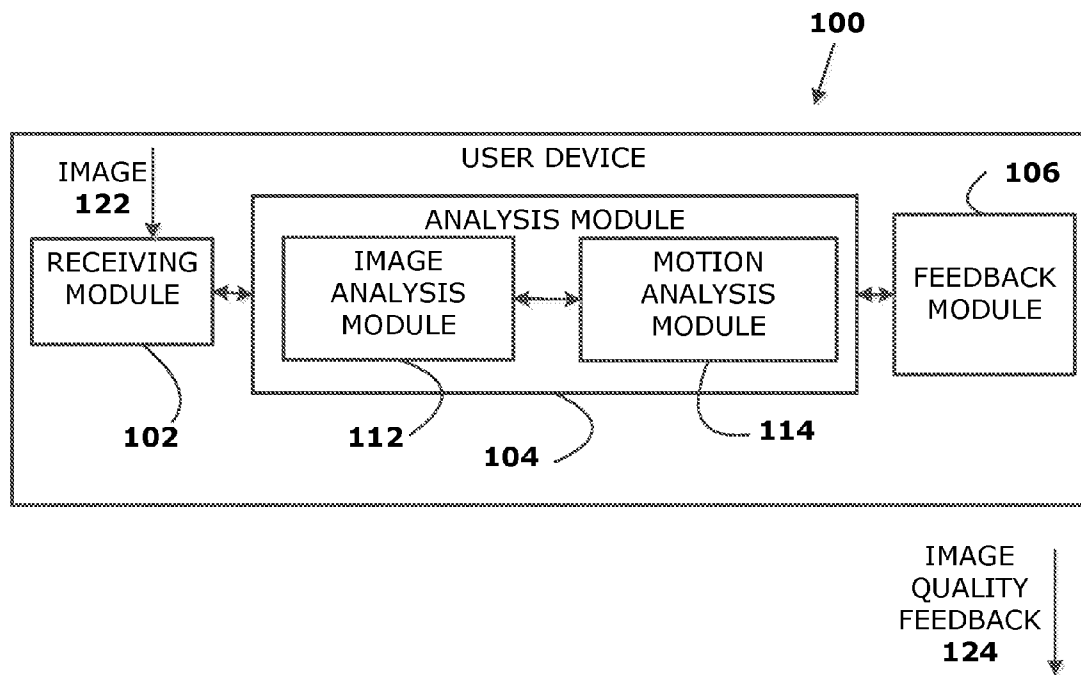 100
USER DEVICE
IMAGE
122
106
ANALYSIS MODULE
RECEIVING
MODULE
IMAGE
ANALYSIS
MODULE
MOTION
ANALYSIS
MODULE
FEEDBACK
MODULE
102
112
104
114
IMAGE
QUALITY
FEEDBACK
124